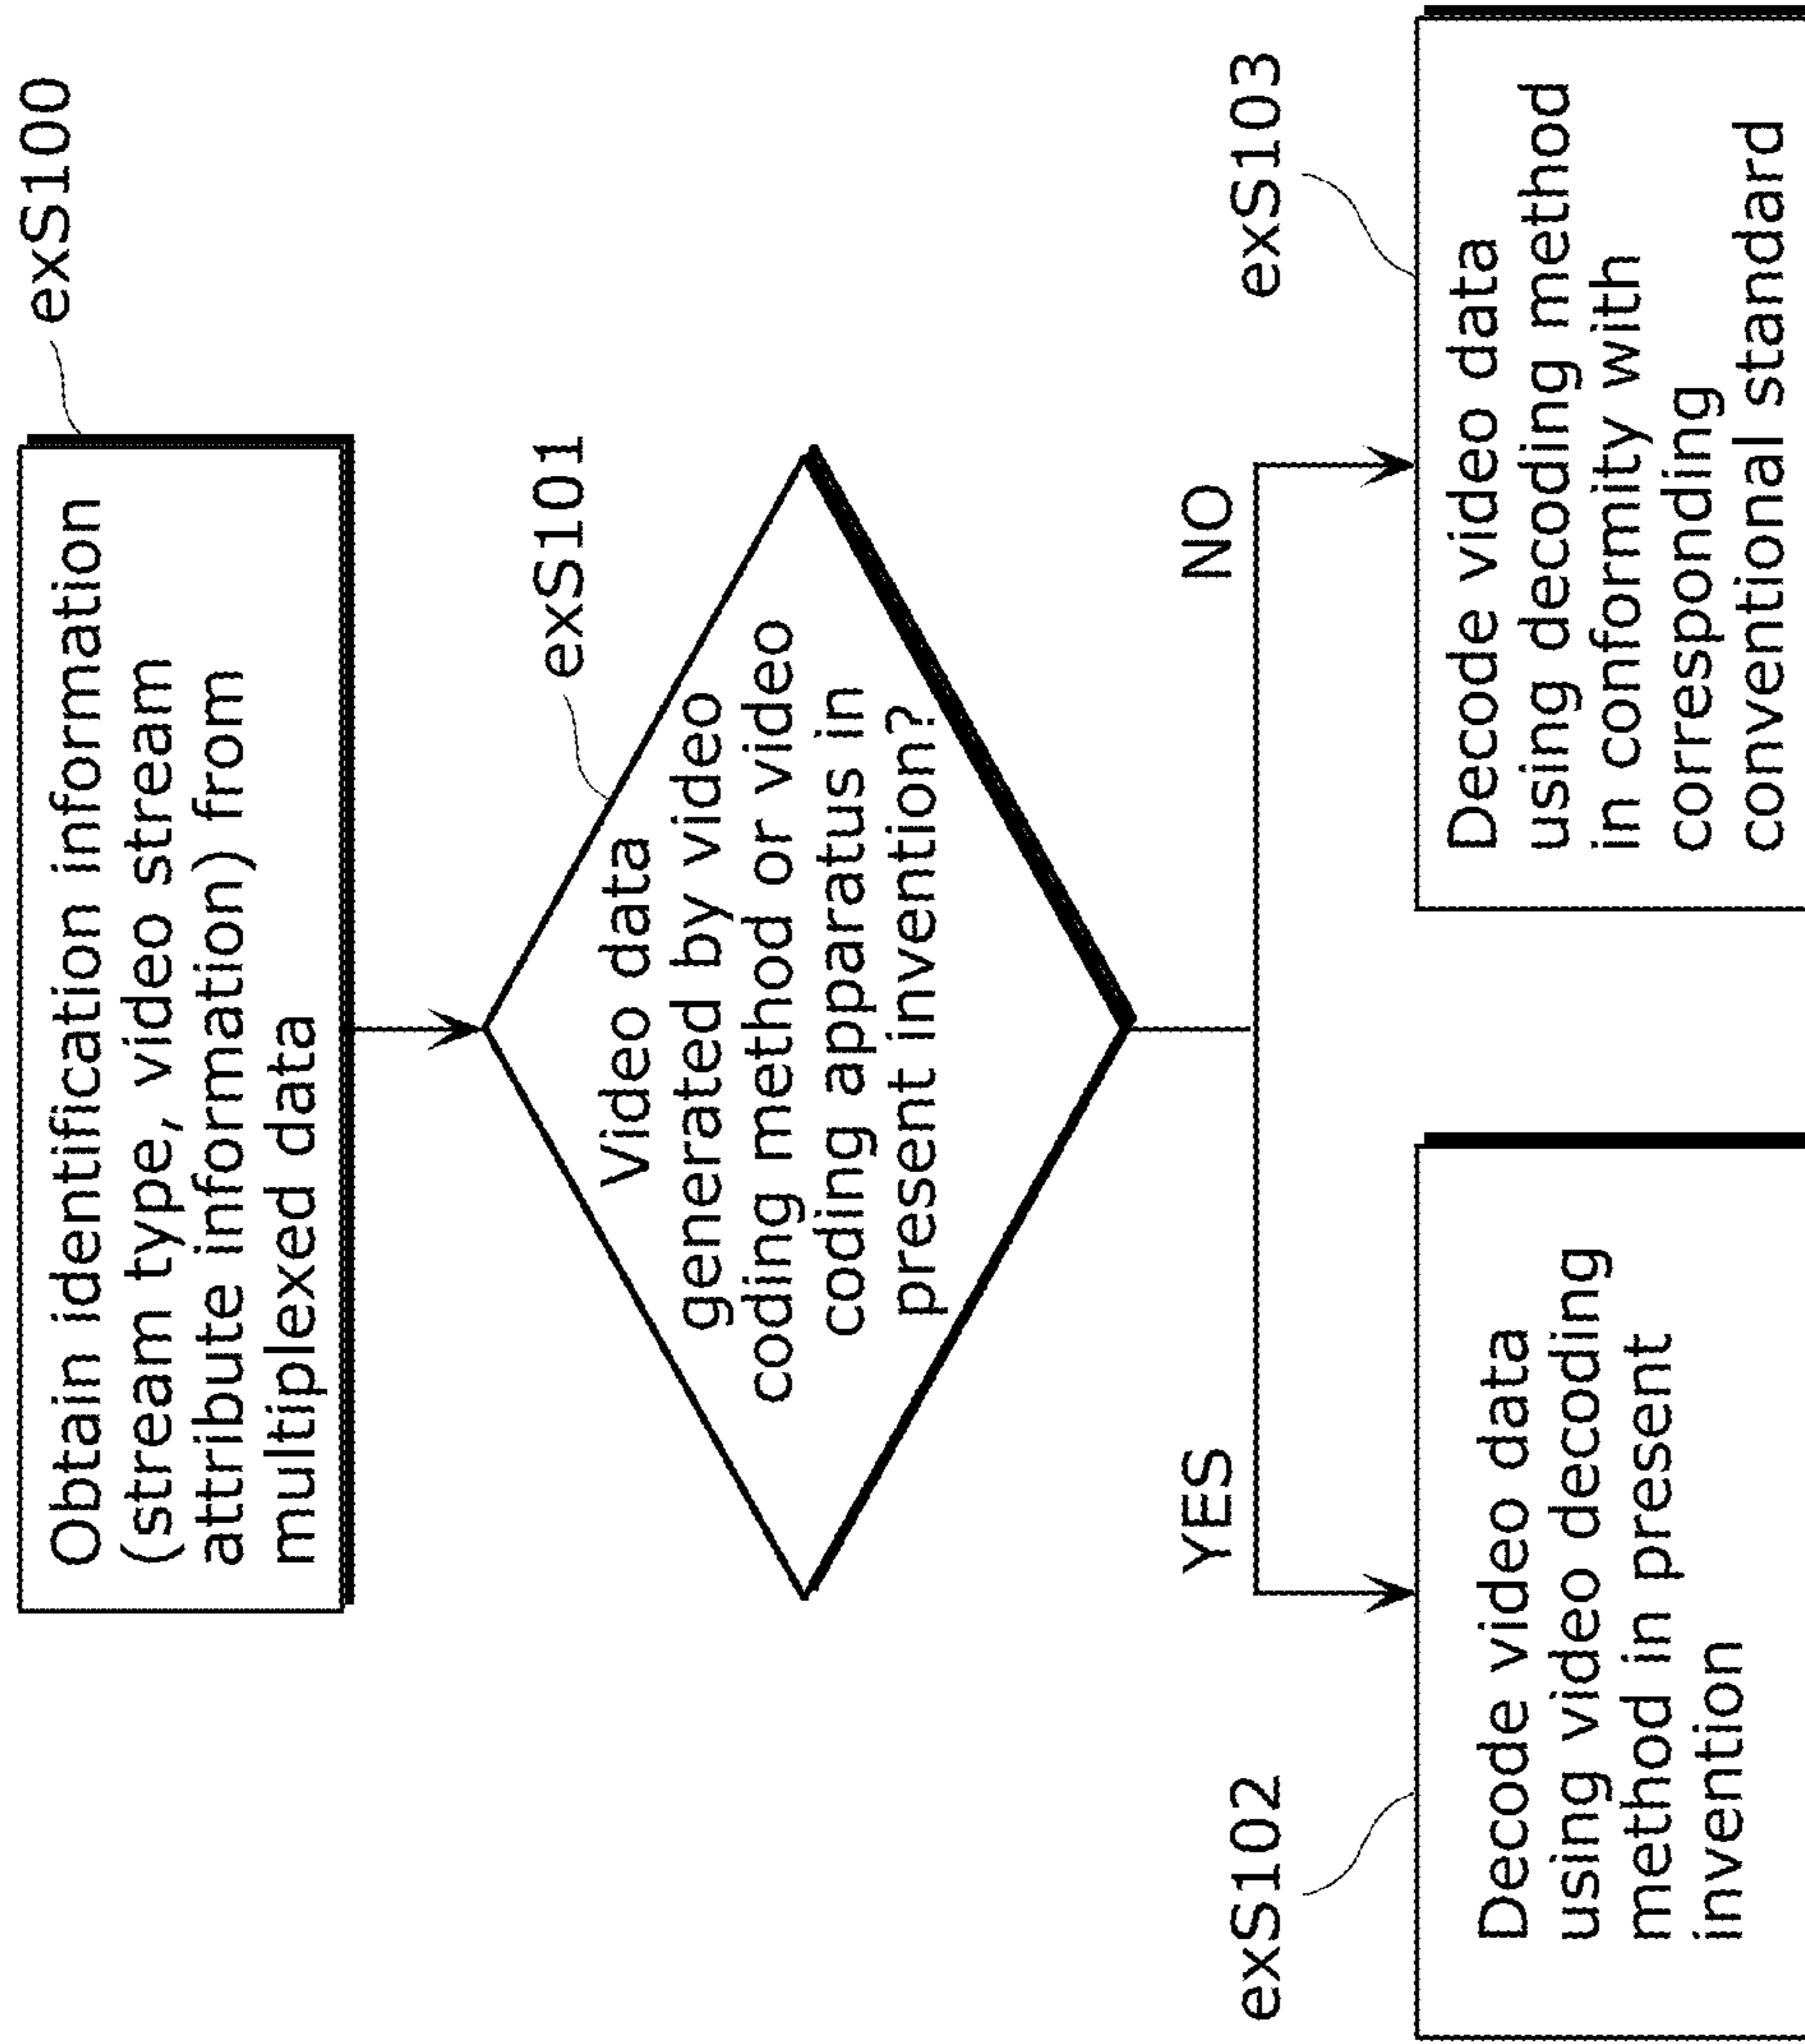 exS100
Obtain identification information
(stream type, video stream
attribute information) from
multiplexed data
exS101
Video data
generated by video
coding method or video
coding apparatus in
present invention?
YES
NO
exS102
Decode video data
using video decoding
method in present
invention
exS103
Decode video data
using decoding method
in conformity with
corresponding
conventional standard